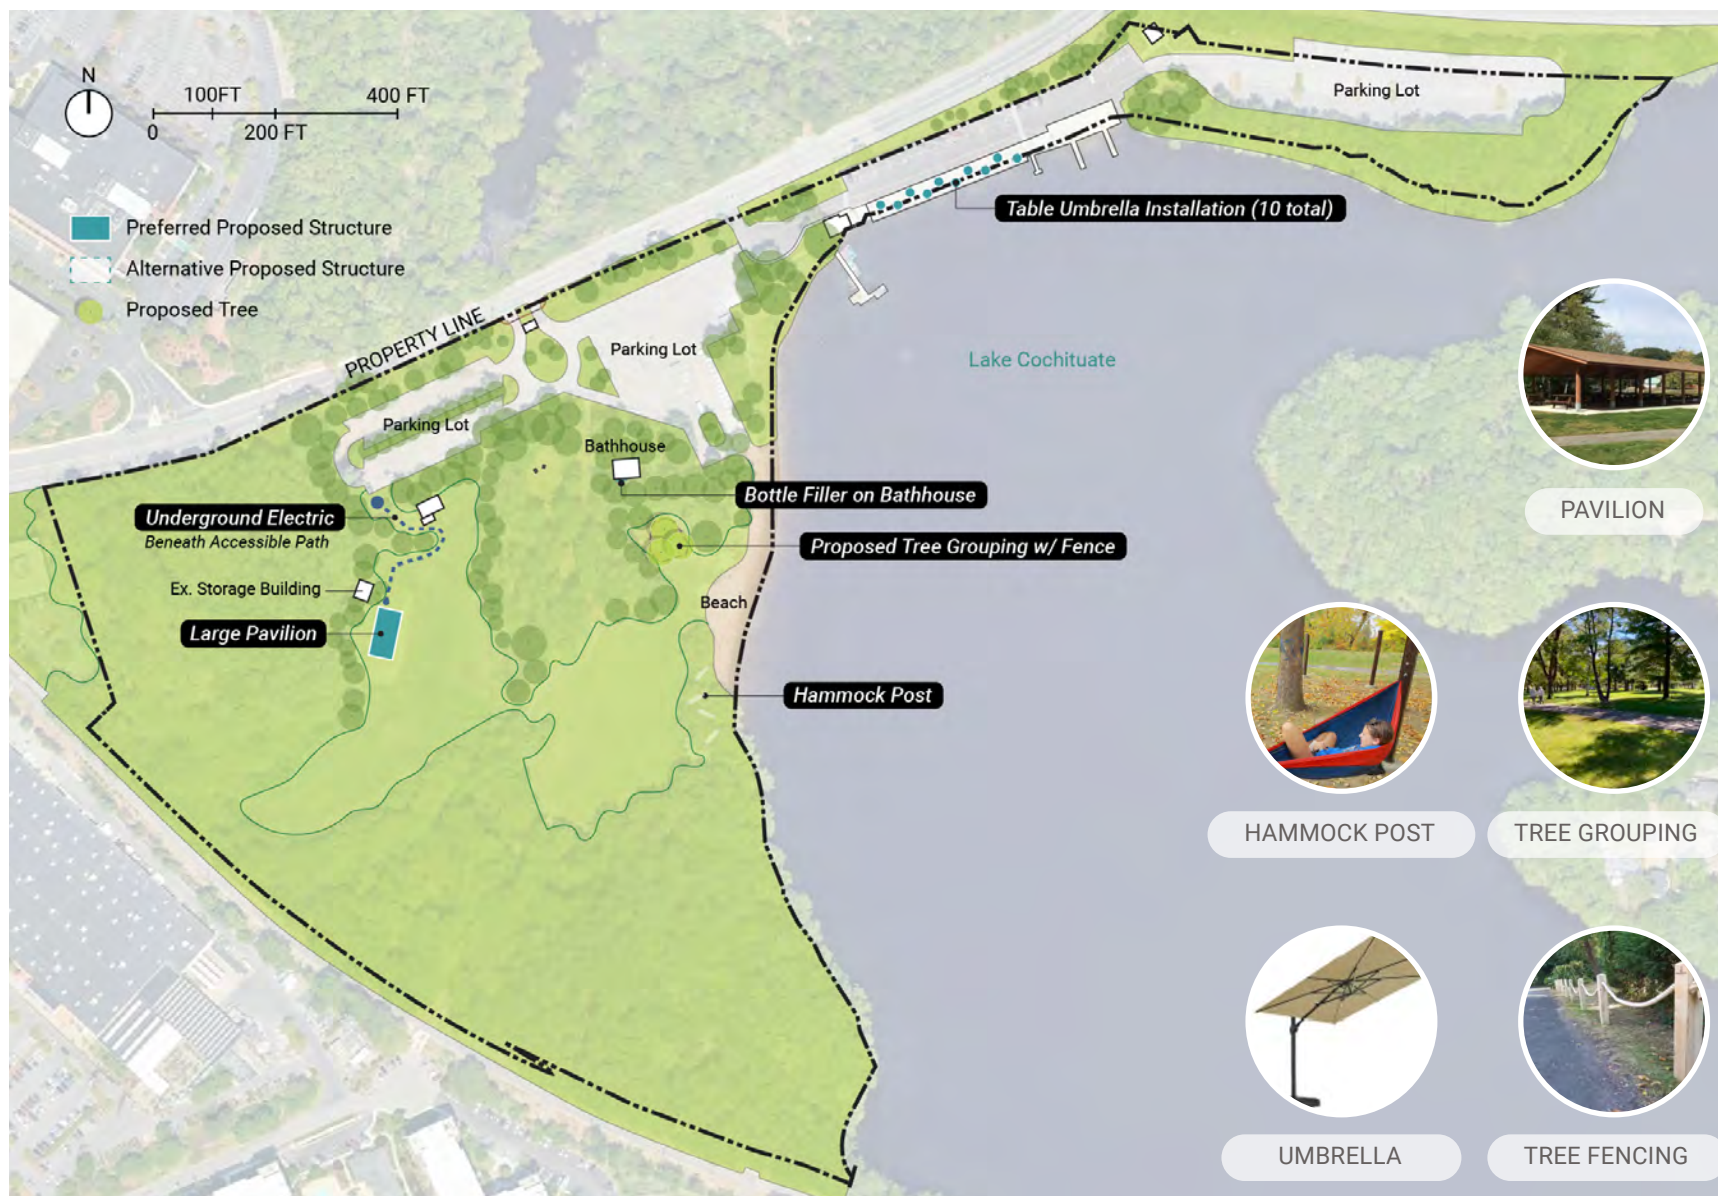 N
100FT
400 FT
0
200 FT
Preferred Proposed Structure
Alternative Proposed Structure
Proposed Tree
PROPERTY LINE
Parking Lot
Table Umbrella Installation (10 total)
Parking Lot
Lake Cochituate
Parking Lot
Bathhouse
Bottle Filler on Bathhouse
Underground Electric
Beneath Accessible Path
Proposed Tree Grouping w/ Fence
Ex. Storage Building
Beach
Large Pavilion
Hammock Post
PAVILION
HAMMOCK POST
TREE GROUPING
UMBRELLA
TREE FENCING